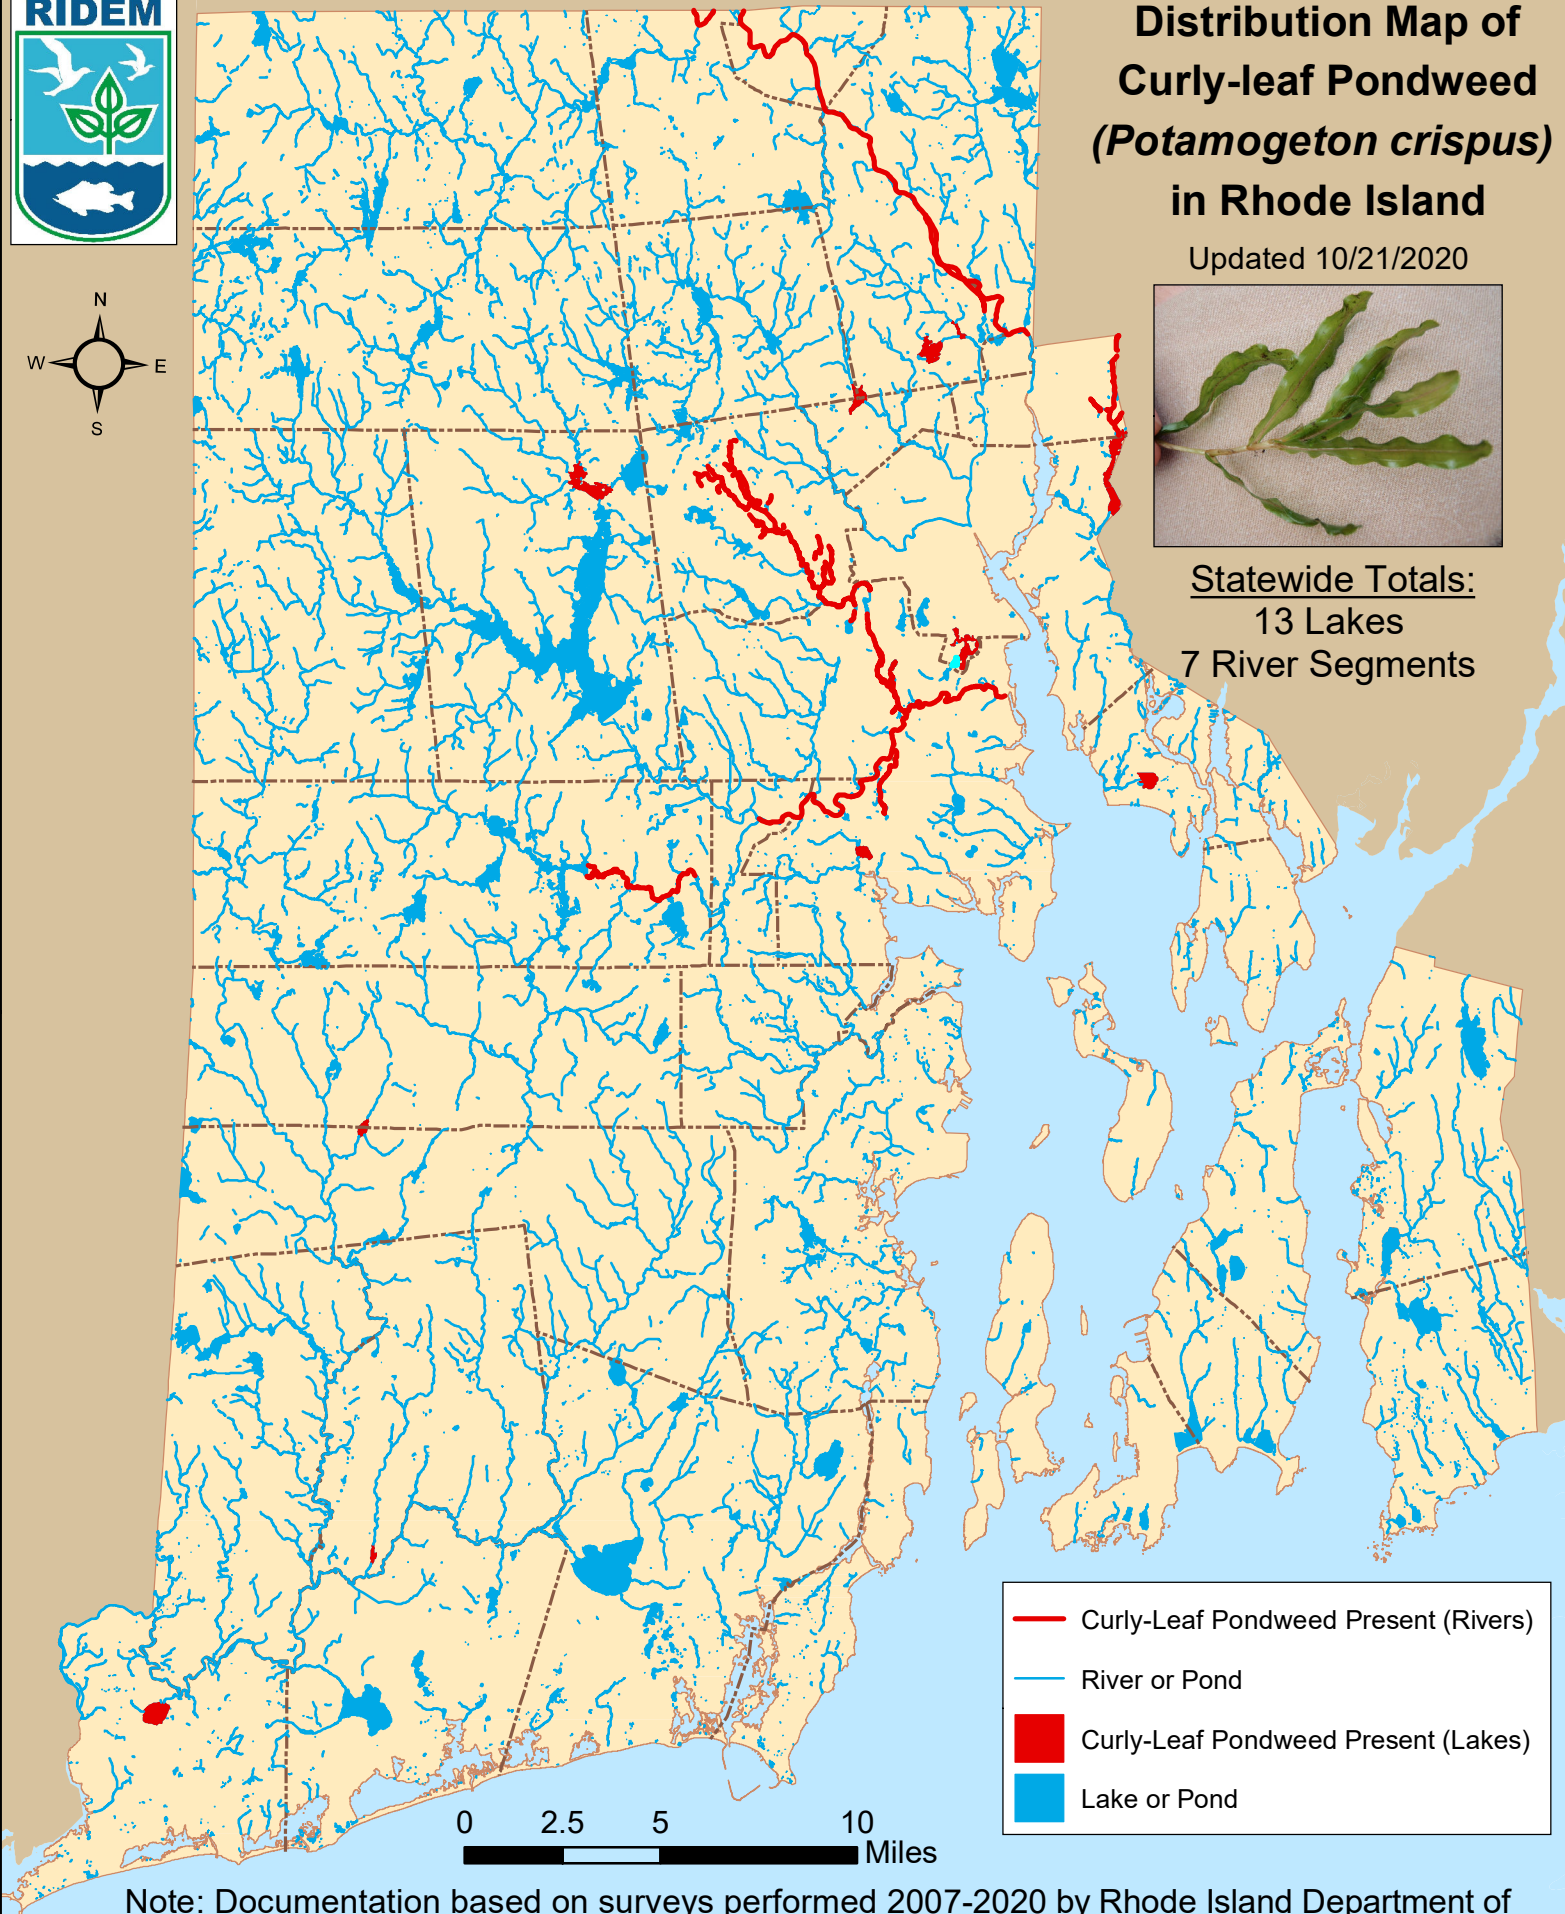 RIDEM
Distribution Map of
Curly-leaf Pondweed
(Potamogeton crispus)
in Rhode Island
Updated 10/21/2020
N
W
E
S
Statewide Totals:
13 Lakes
7 River Segments
Curly-Leaf Pondweed Present (Rivers)
River or Pond
Curly-Leaf Pondweed Present (Lakes)
Lake or Pond
0 2.5 5 10
Miles
Note: Documentation based on surveys performed 2007-2020 by Rhode Island Department of